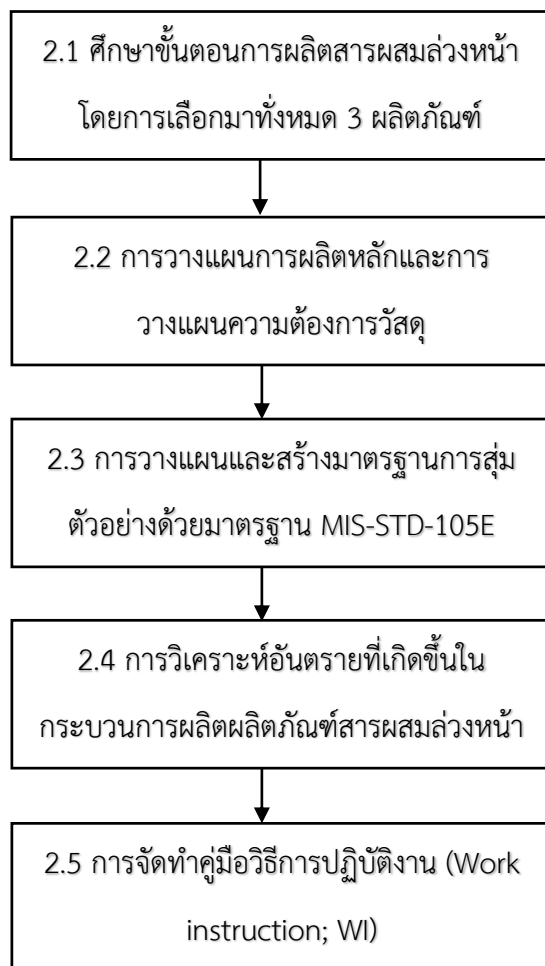 2.1 ศึกษาขั้นตอนการผลิตสารผสมล่วงหน้า
โดยการเลือกมาทั่งหมด 3 ผลิตภัณฑ์
2.2 การวางแผนการผลิตหลักและการ
วางแผนความต้องการวัสดุ
2.3 การวางแผนและสร้างมาตรฐานการสุ่ม
ตัวอย่างด้วยมาตรฐาน MIS-STD-105E
2.4 การวิเคราะห์อันตรายที่เกิดขึ้นใน
กระบวนการผลิตผลิตภัณฑ์สารผสมล่วงหน้า
2.5 การจัดทำคู่มือวิธีการปฏิบัติงาน (Work
instruction; WI)